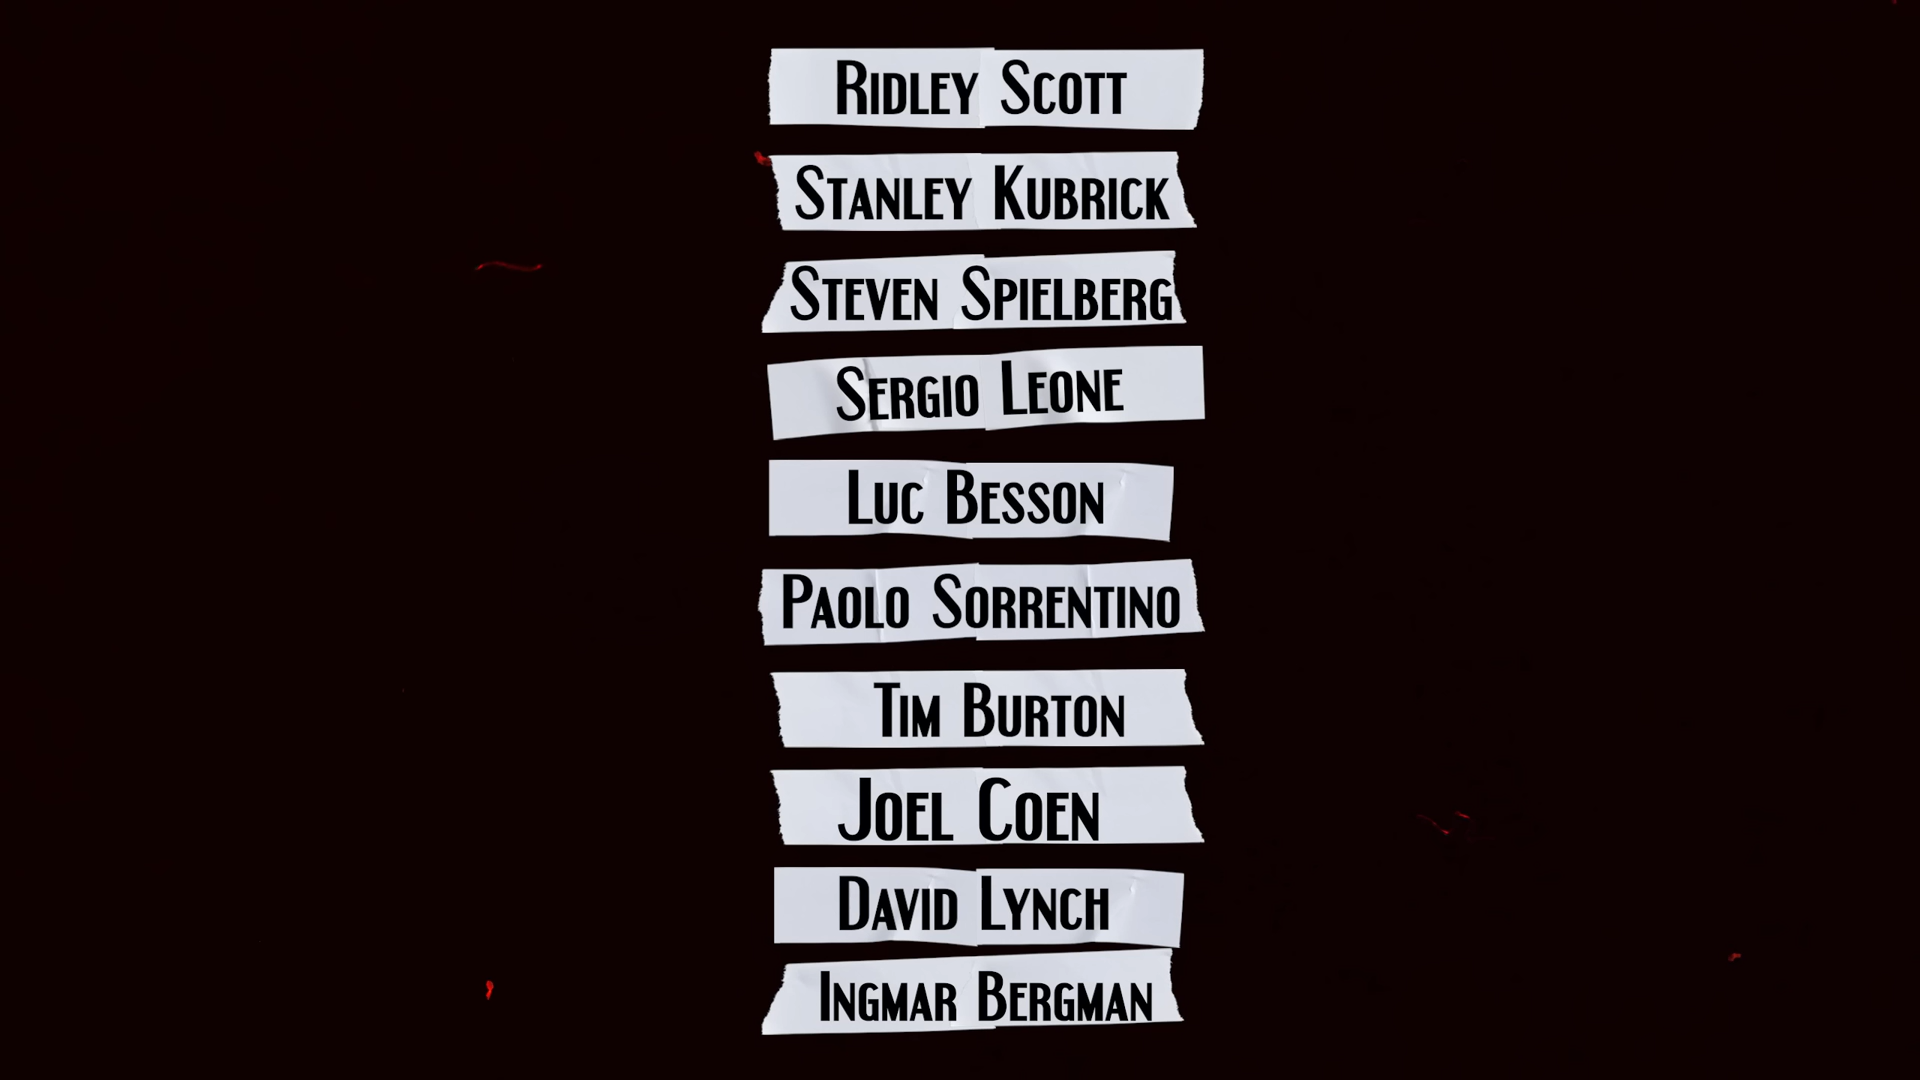 Ridley Scott
Stanley Kubrick
Steven Spielberg
Sergio Leone
Luc Besson
Paolo Sorrentino
Tim Burton
Joel Coen
David Lynch
Ingmar Bergman